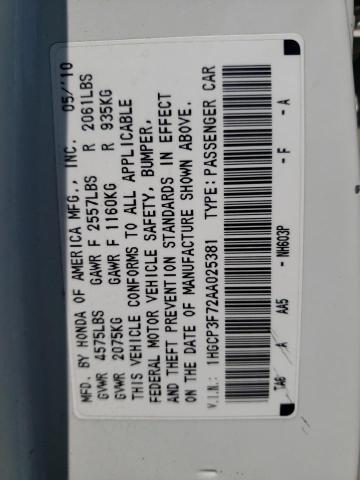 MFD. BY HONDA OF AMERICA MFG., INC. 05/'10
GVWR 4575LBS GAWR F 2557LBS R 2061LBS
GVWR 2075KG GAWR F 1160KG R 935KG
THIS VEHICLE CONFORMS TO ALL APPLICABLE
FEDERAL MOTOR VEHICLE SAFETY, BUMPER,
AND THEFT PREVENTION STANDARDS IN EFFECT
ON THE DATE OF MANUFACTURE SHOWN ABOVE.
V.I.N.: 1HGCP3F72AA025381 TYPE: PASSENGER CAR
TA6 A AA5 - NH603P - F - A